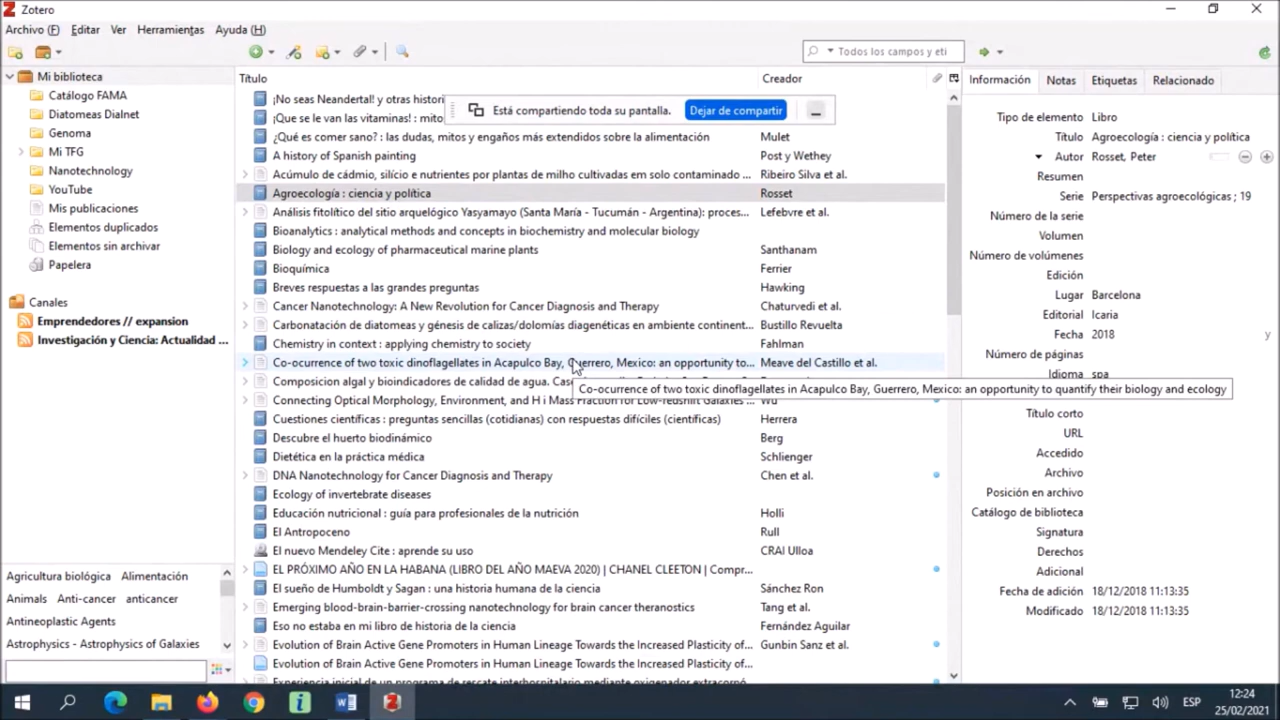 Zotero
Archivo (F) Editar Ver Herramientas Ayuda (H)
Todos los campos y eti
Mi biblioteca
Catálogo FAMA
Diatomeas Dialnet
Genoma
Mi TFG
Nanotechnology
YouTube
Mis publicaciones
Elementos duplicados
Elementos sin archivar
Papelera
Canales
Emprendedores // expansion
Investigación y Ciencia: Actualidad ...
Agricultura biológica Alimentación
Animals Anti-cancer anticancer
Antineoplastic Agents
Astrophysics - Astrophysics of Galaxies
Título Creador
¡No seas Neandertal! y otras histori
Está compartiendo toda su pantalla. Dejar de compartir
¡Que se le van las vitaminas! : mito
¿Qué es comer sano? : las dudas, mitos y engaños más extendidos sobre la alimentación Mulet
A history of Spanish painting Post y Wethey
Acúmulo de cádmio, silício e nutrientes por plantas de milho cultivadas em solo contaminado ... Ribeiro Silva et al.
Agroecología : ciencia y política Rosset
Análisis fitolítico del sitio arquelógico Yasyamayo (Santa María - Tucumán - Argentina): proces... Lefebvre et al.
Bioanalytics : analytical methods and concepts in biochemistry and molecular biology
Biology and ecology of pharmaceutical marine plants Santhanam
Bioquímica Ferrier
Breves respuestas a las grandes preguntas Hawking
Cancer Nanotechnology: A New Revolution for Cancer Diagnosis and Therapy Chaturvedi et al.
Carbonatación de diatomeas y génesis de calizas/dolomías diagenéticas en ambiente continent... Bustillo Revuelta
Chemistry in context : applying chemistry to society Fahlman
Co-ocurrence of two toxic dinoflagellates in Acapulco Bay, Guerrero, Mexico: an opportunity to... Meave del Castillo et al.
Composicion algal y bioindicadores de calidad de agua. Cas
Co-ocurrence of two toxic dinoflagellates in Acapulco Bay, Guerrero, Mexico: an opportunity to quantify their biology and ecology
Connecting Optical Morphology, Environment, and H i Mass Fraction for Low-redshift Galaxies ... Wu
Cuestiones científicas : preguntas sencillas (cotidianas) con respuestas difíciles (científicas) Herrera
Descubre el huerto biodinámico Berg
Dietética en la práctica médica Schlienger
DNA Nanotechnology for Cancer Diagnosis and Therapy Chen et al.
Ecology of invertebrate diseases
Educación nutricional : guía para profesionales de la nutrición Holli
El Antropoceno Rull
El nuevo Mendeley Cite : aprende su uso CRAI Ulloa
EL PRÓXIMO AÑO EN LA HABANA (LIBRO DEL AÑO MAEVA 2020) | CHANEL CLEETON | Compr...
El sueño de Humboldt y Sagan : una historia humana de la ciencia Sánchez Ron
Emerging blood-brain-barrier-crossing nanotechnology for brain cancer theranostics Tang et al.
Eso no estaba en mi libro de historia de la ciencia Fernández Aguilar
Evolution of Brain Active Gene Promoters in Human Lineage Towards the Increased Plasticity of... Gunbin Sanz et al.
Evolution of Brain Active Gene Promoters in Human Lineage Towards the Increased Plasticity of...
Experiencia inicial de un programa de rescate interhospitalario mediante oxigenador extracorpó
Información Notas Etiquetas Relacionado
Tipo de elemento Libro
Título Agroecología : ciencia y política
Autor Rosset, Peter
Resumen
Serie Perspectivas agroecológicas ; 19
Número de la serie
Volumen
Número de volúmenes
Edición
Lugar Barcelona
Editorial Icaria
Fecha 2018 y
Número de páginas
Idioma spa
Título corto
URL
Accedido
Archivo
Posición en archivo
Catálogo de biblioteca
Signatura
Derechos
Adicional
Fecha de adición 18/12/2018 11:13:35
Modificado 18/12/2018 11:13:35
ESP
12:24
25/02/2021